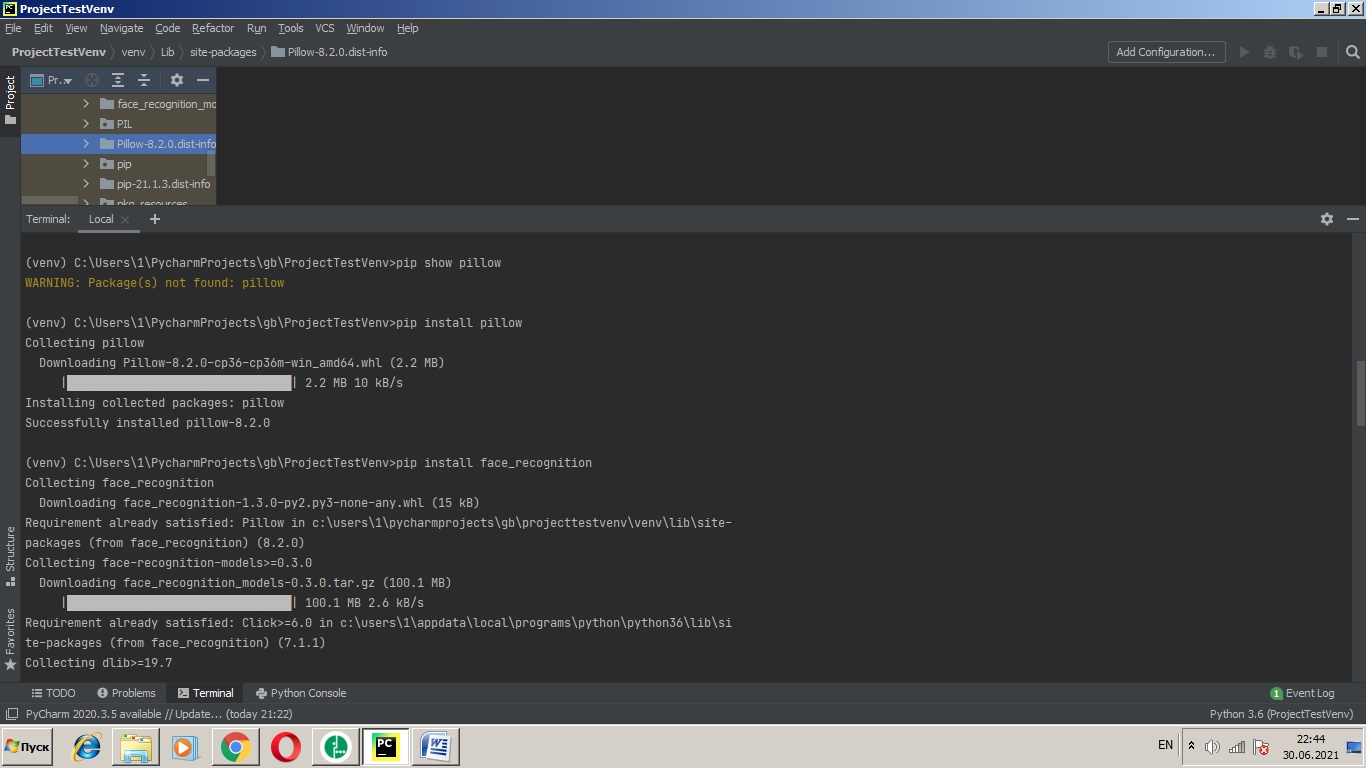 ProjectTestVenv
File Edit View Navigate Code Refactor Run Tools VCS Window Help
ProjectTestVenv venv Lib site-packages Pillow-8.2.0.dist-info Add Configuration...
Project
Pr..
face_recognition_mo
PIL
Pillow-8.2.0.dist-info
pip
pip-21.1.3.dist-info
pkg_resources
Terminal: Local
(venv) C:\Users\1\PycharmProjects\gb\ProjectTestVenv>pip show pillow
WARNING: Package(s) not found: pillow
(venv) C:\Users\1\PycharmProjects\gb\ProjectTestVenv>pip install pillow
Collecting pillow
Downloading Pillow-8.2.0-cp36-cp36m-win_amd64.whl (2.2 MB)
|████████████████████████████████| 2.2 MB 10 kB/s
Installing collected packages: pillow
Successfully installed pillow-8.2.0
(venv) C:\Users\1\PycharmProjects\gb\ProjectTestVenv>pip install face_recognition
Collecting face_recognition
Downloading face_recognition-1.3.0-py2.py3-none-any.whl (15 kB)
Requirement already satisfied: Pillow in c:\users\1\pycharmprojects\gb\projecttestvenv\venv\lib\site-
packages (from face_recognition) (8.2.0)
Collecting face-recognition-models>=0.3.0
Downloading face_recognition_models-0.3.0.tar.gz (100.1 MB)
|████████████████████████████████| 100.1 MB 2.6 kB/s
Requirement already satisfied: Click>=6.0 in c:\users\1\appdata\local\programs\python\python36\lib\si
te-packages (from face_recognition) (7.1.1)
Collecting dlib>=19.7
Structure
Favorites
TODO Problems Terminal Python Console 1 Event Log
PyCharm 2020.3.5 available // Update... (today 21:22) Python 3.6 (ProjectTestVenv)
Пуск PC EN 22:44
30.06.2021